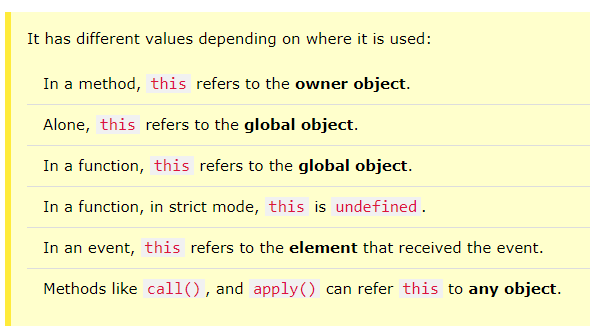 It has different values depending on where it is used:
In a method, this refers to the owner object.
Alone, this refers to the global object.
In a function, this refers to the global object.
In a function, in strict mode, this is undefined.
In an event, this refers to the element that received the event.
Methods like call(), and apply() can refer this to any object.